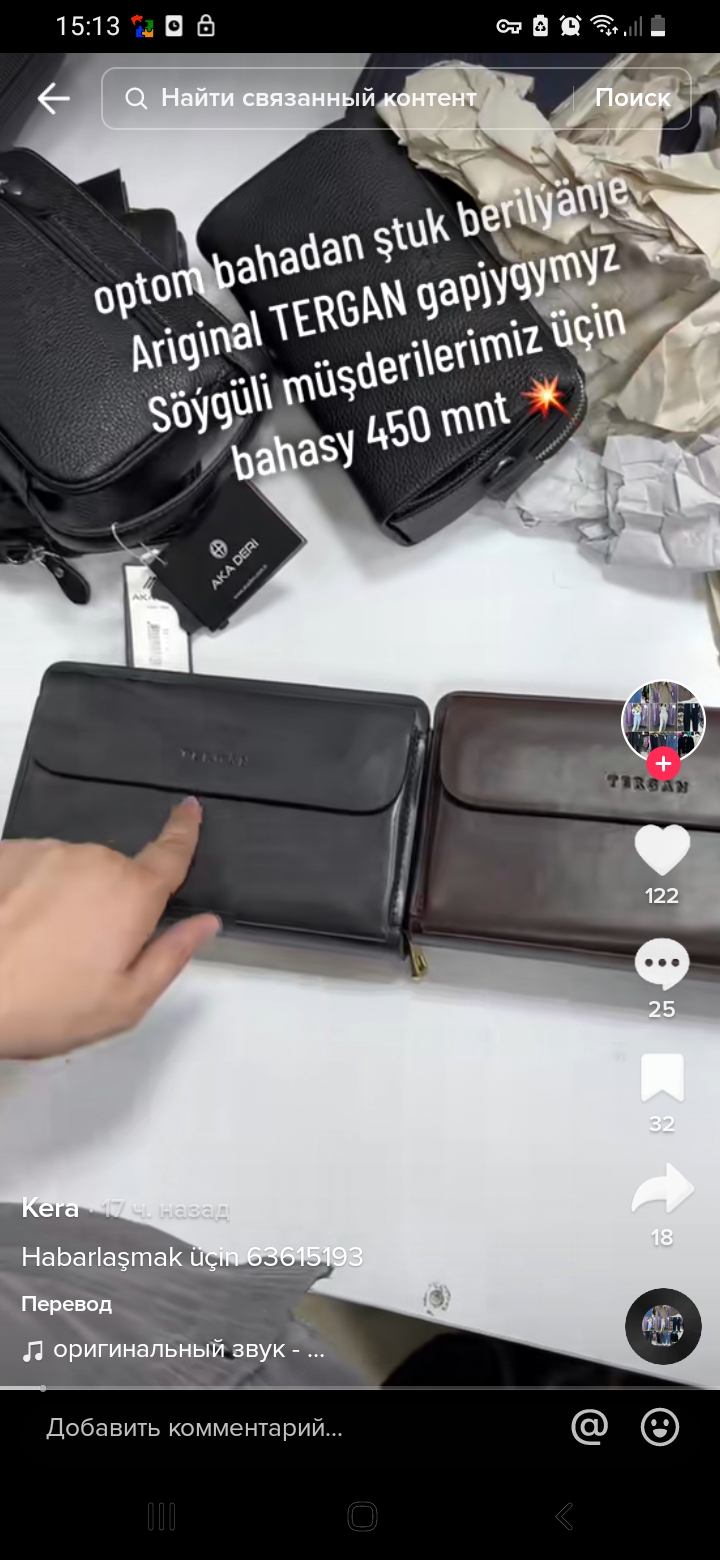 15:13
Найти связанный контент
Поиск
optom bahadan ştuk berilýänje
Ariginal TERGAN gapjygymyz
Söýgüli müşderilerimiz üçin
bahasy 450 mnt
AKA DERI
TERGAN
TERGAN
122
25
32
18
Kera · 17 ч. назад
Habarlaşmak üçin 63615193
Перевод
оригинальный звук - ...
Добавить комментарий...